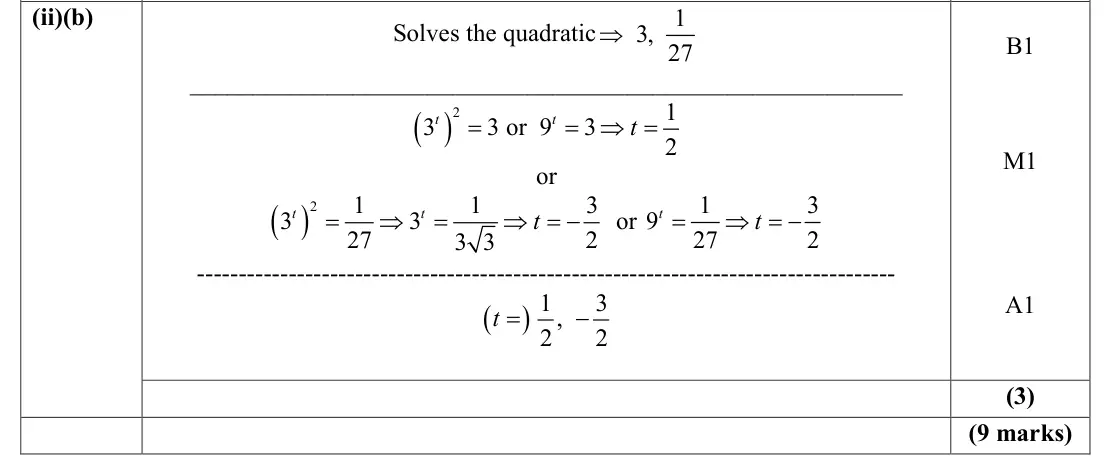 (ii)(b)
Solves the quadratic ⇒ 3, 1/27
B1
(3^t)^2 = 3 or 9^t = 3 ⇒ t = 1/2
or
M1
(3^t)^2 = 1/27 ⇒ 3^t = 1/(3√3) ⇒ t = −3/2 or 9^t = 1/27 ⇒ t = −3/2
(t =) 1/2, −3/2
A1
(3)
(9 marks)